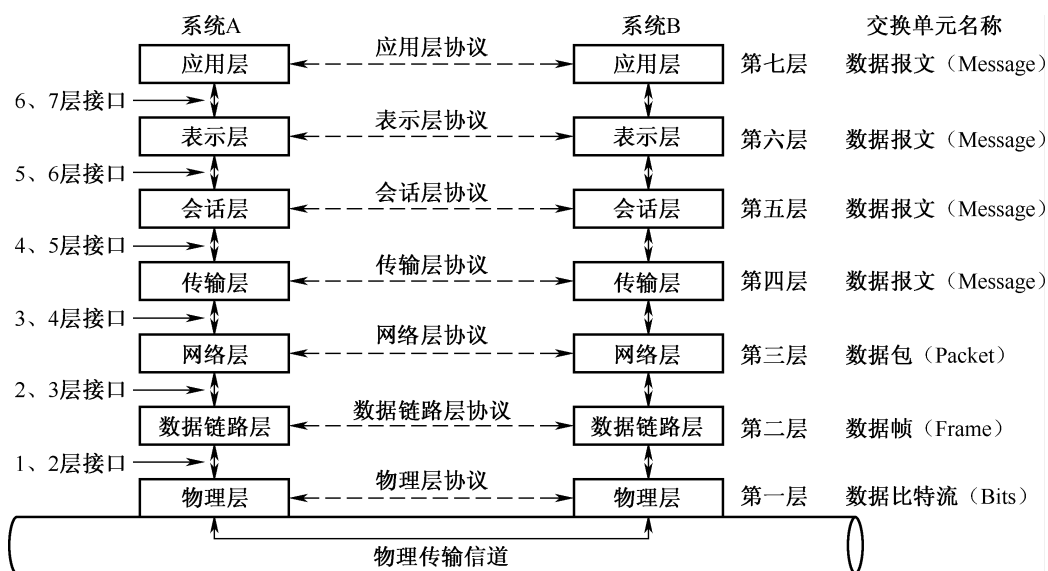 系统A 系统B 交换单元名称
应用层 应用层协议 应用层 第七层 数据报文（Message）
6、7层接口
表示层 表示层协议 表示层 第六层 数据报文（Message）
5、6层接口
会话层 会话层协议 会话层 第五层 数据报文（Message）
4、5层接口
传输层 传输层协议 传输层 第四层 数据报文（Message）
3、4层接口
网络层 网络层协议 网络层 第三层 数据包（Packet）
2、3层接口
数据链路层 数据链路层协议 数据链路层 第二层 数据帧（Frame）
1、2层接口
物理层 物理层协议 物理层 第一层 数据比特流（Bits）
物理传输信道